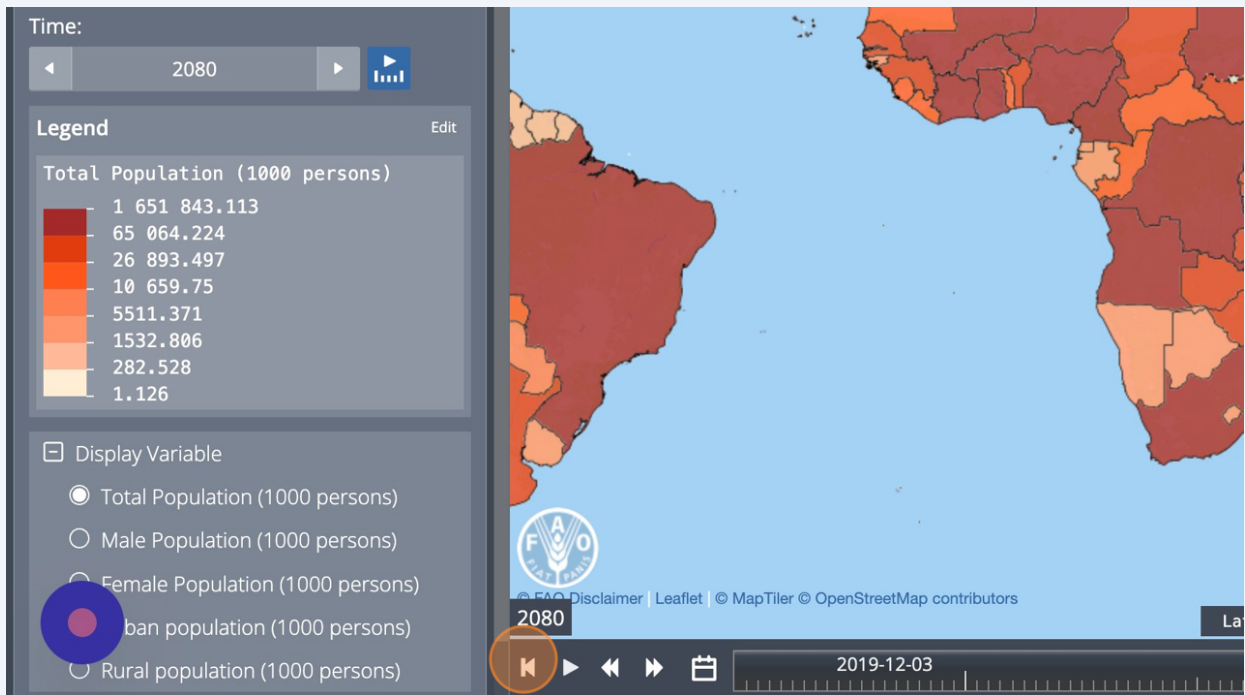 Time:
2080
Legend
Edit
Total Population (1000 persons)
1 651 843.113
65 064.224
26 893.497
10 659.75
5511.371
1532.806
282.528
1.126
Display Variable
Total Population (1000 persons)
Male Population (1000 persons)
Female Population (1000 persons)
population (1000 persons)
Rural population (1000 persons)
F A O
FIAT PANIS
© FAO Disclaimer | Leaflet | © MapTiler © OpenStreetMap contributors
2080
2019-12-03